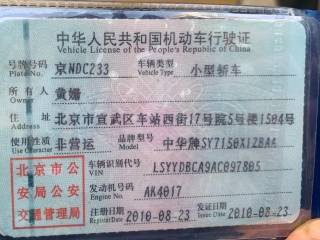 中华人民共和国机动车行驶证
Vehicle License of the People's Republic of China
号牌号码 京NDC233 车辆类型 小型轿车
Plate No. Vehicle Type
所有人 黄嫿
Owner
住址 北京市宣武区车站西街17号院5号楼1504号
Address
使用性质 非营运 品牌型号 中华牌SY7150X1ZBAA
Use Character Model
北京市公安局公安交通管理局
车辆识别代号 LSYYDBCA9AC097805
VIN
发动机号码 AK4017
Engine No.
注册日期 2010-08-23 发证日期 2010-08-23
Register Date Issue Date